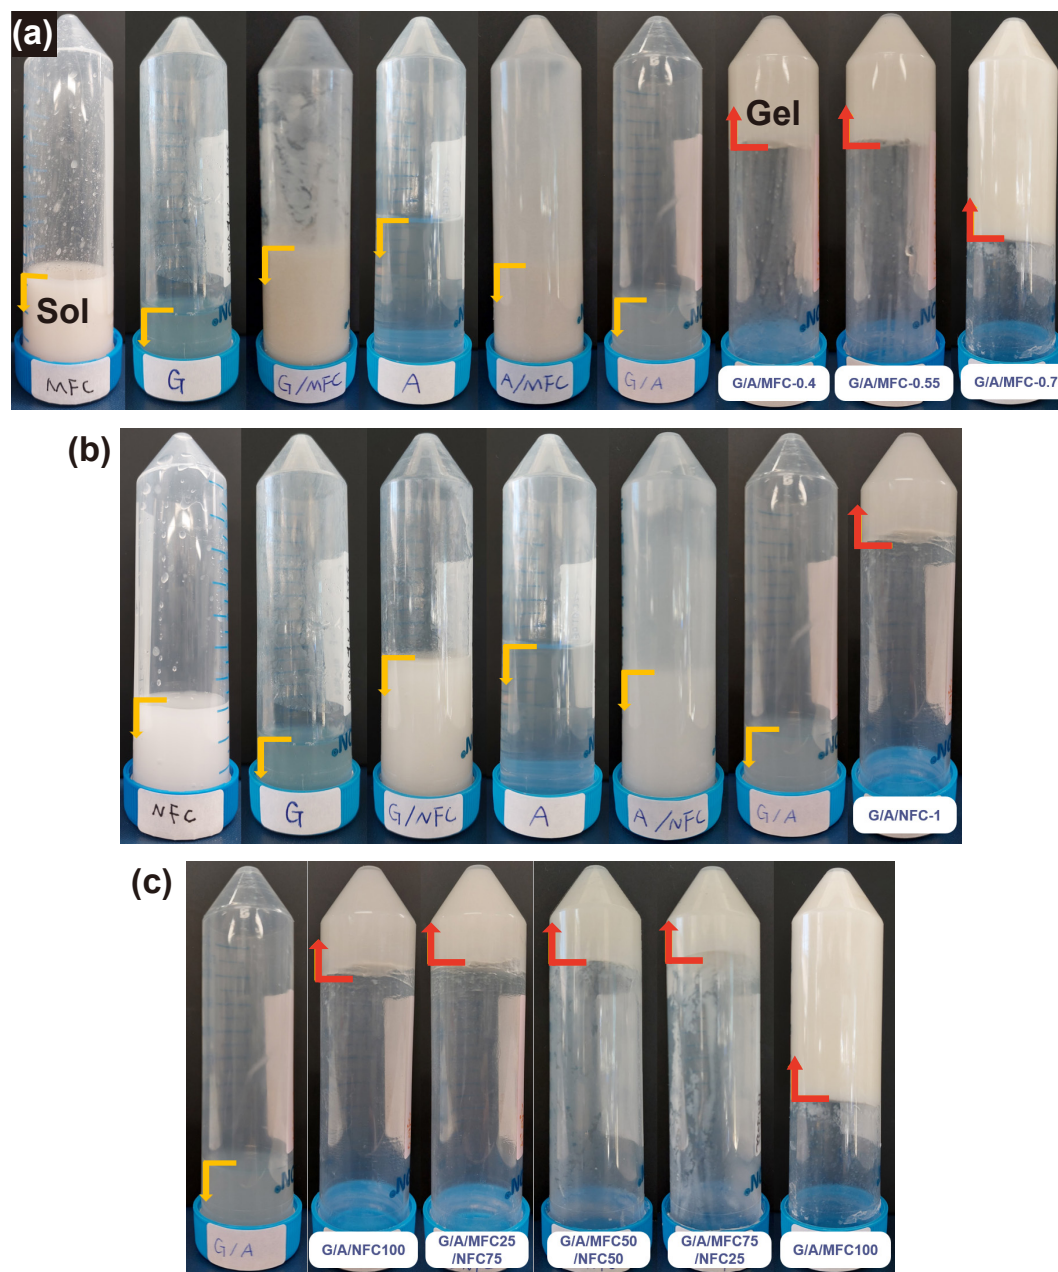 (a)
Sol
Gel
MFC
G
G/MFC
A
A/MFC
G/A
G/A/MFC-0.4
G/A/MFC-0.55
G/A/MFC-0.7
(b)
NFC
G
G/NFC
A
A/NFC
G/A
G/A/NFC-1
(c)
G/A
G/A/NFC100
G/A/MFC25
/NFC75
G/A/MFC50
/NFC50
G/A/MFC75
/NFC25
G/A/MFC100